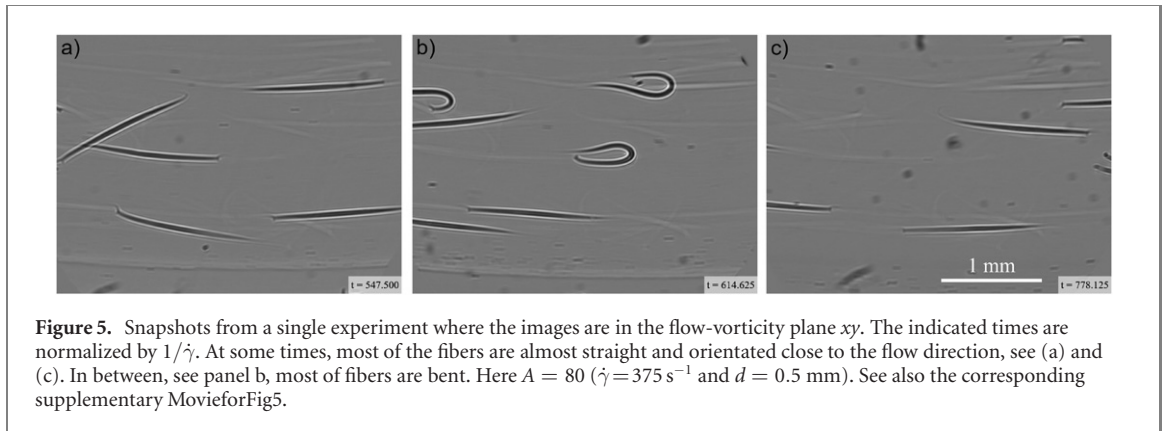 a)
b)
c)
1 mm
t = 547.500
t = 614.625
t = 778.125
Figure 5. Snapshots from a single experiment where the images are in the flow-vorticity plane xy. The indicated times are
normalized by 1/γ̇. At some times, most of the fibers are almost straight and orientated close to the flow direction, see (a) and
(c). In between, see panel b, most of fibers are bent. Here A = 80 (γ̇=375 s⁻¹ and d = 0.5 mm). See also the corresponding
supplementary MovieforFig5.